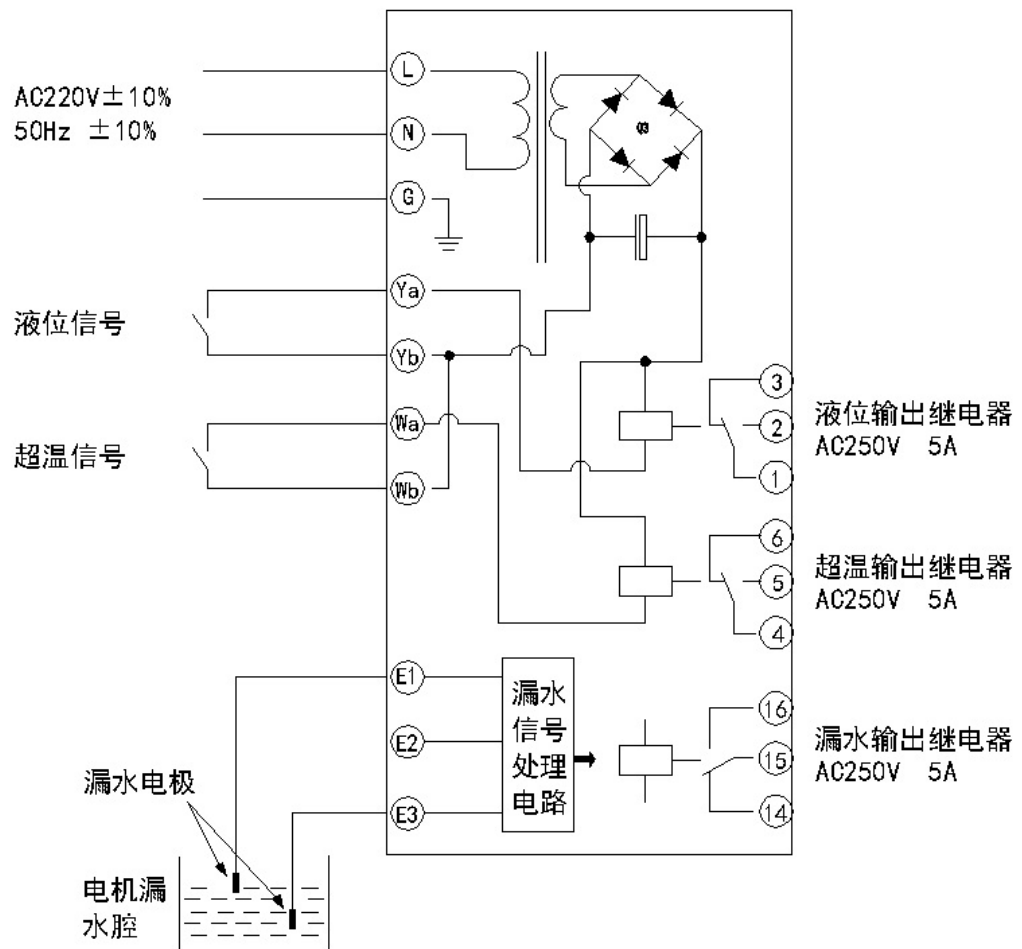 AC220V±10%
50Hz ±10%
L
N
G
液位信号
Ya
Yb
超温信号
Wa
Wb
3
2
1
液位输出继电器
AC250V 5A
6
5
4
超温输出继电器
AC250V 5A
E1
E2
E3
漏水
信号
处理
电路
16
15
14
漏水输出继电器
AC250V 5A
漏水电极
电机漏
水腔